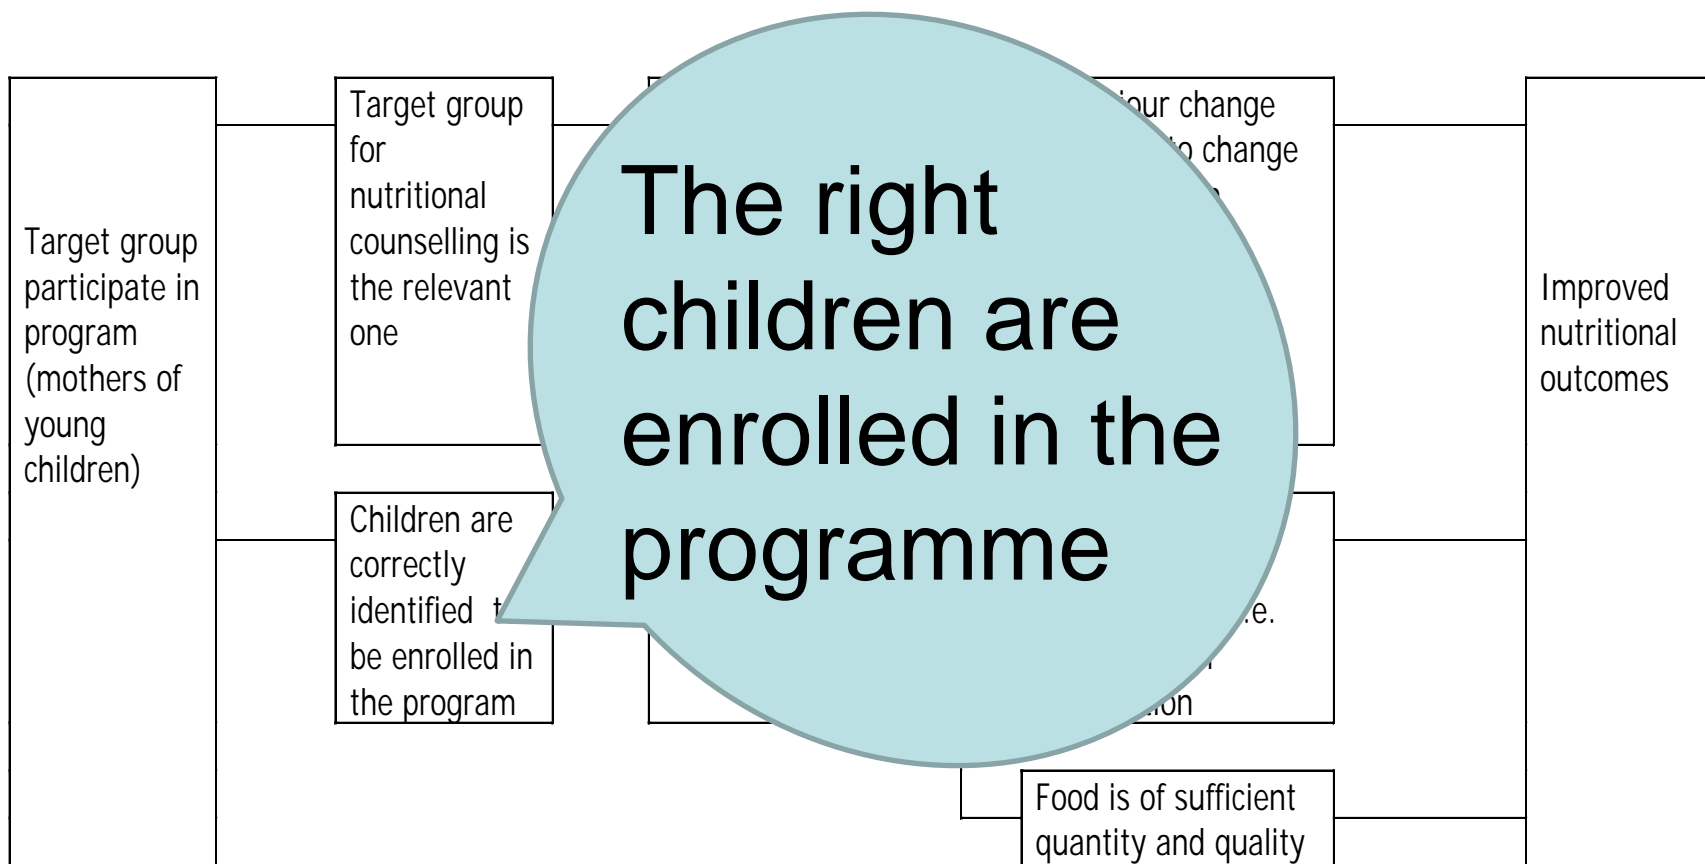 Target group
participate in
program
(mothers of
young
children)
Target group
for
nutritional
counselling is
the relevant
one
change
change
The right
children are
enrolled in the
programme
Children are
correctly
identified
be enrolled in
the program
Food is of sufficient
quantity and quality
Improved
nutritional
outcomes